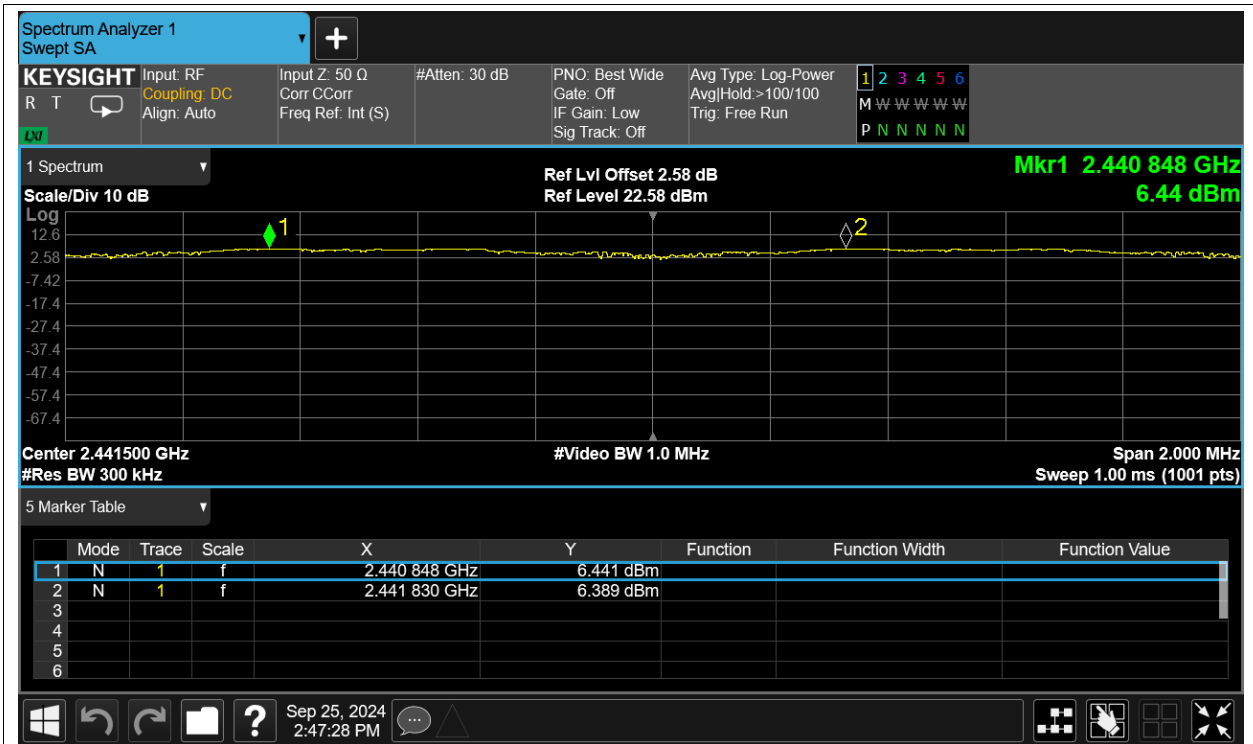 Spectrum Analyzer 1
Swept SA
+
KEYSIGHT
R T
LXI
Input: RF
Coupling: DC
Align: Auto
Input Z: 50 Ω
Corr CCorr
Freq Ref: Int (S)
#Atten: 30 dB
PNO: Best Wide
Gate: Off
IF Gain: Low
Sig Track: Off
Avg Type: Log-Power
Avg|Hold:>100/100
Trig: Free Run
1 2 3 4 5 6
M W W W W W
P N N N N N
1 Spectrum
Scale/Div 10 dB
Ref Lvl Offset 2.58 dB
Ref Level 22.58 dBm
Mkr1 2.440 848 GHz
6.44 dBm
Log
12.6
2.58
-7.42
-17.4
-27.4
-37.4
-47.4
-57.4
-67.4
1
2
Center 2.441500 GHz
#Video BW 1.0 MHz
Span 2.000 MHz
#Res BW 300 kHz
Sweep 1.00 ms (1001 pts)
5 Marker Table
Mode Trace Scale X Y Function Function Width Function Value
1 N 1 f 2.440 848 GHz 6.441 dBm
2 N 1 f 2.441 830 GHz 6.389 dBm
3
4
5
6
?
Sep 25, 2024
2:47:28 PM